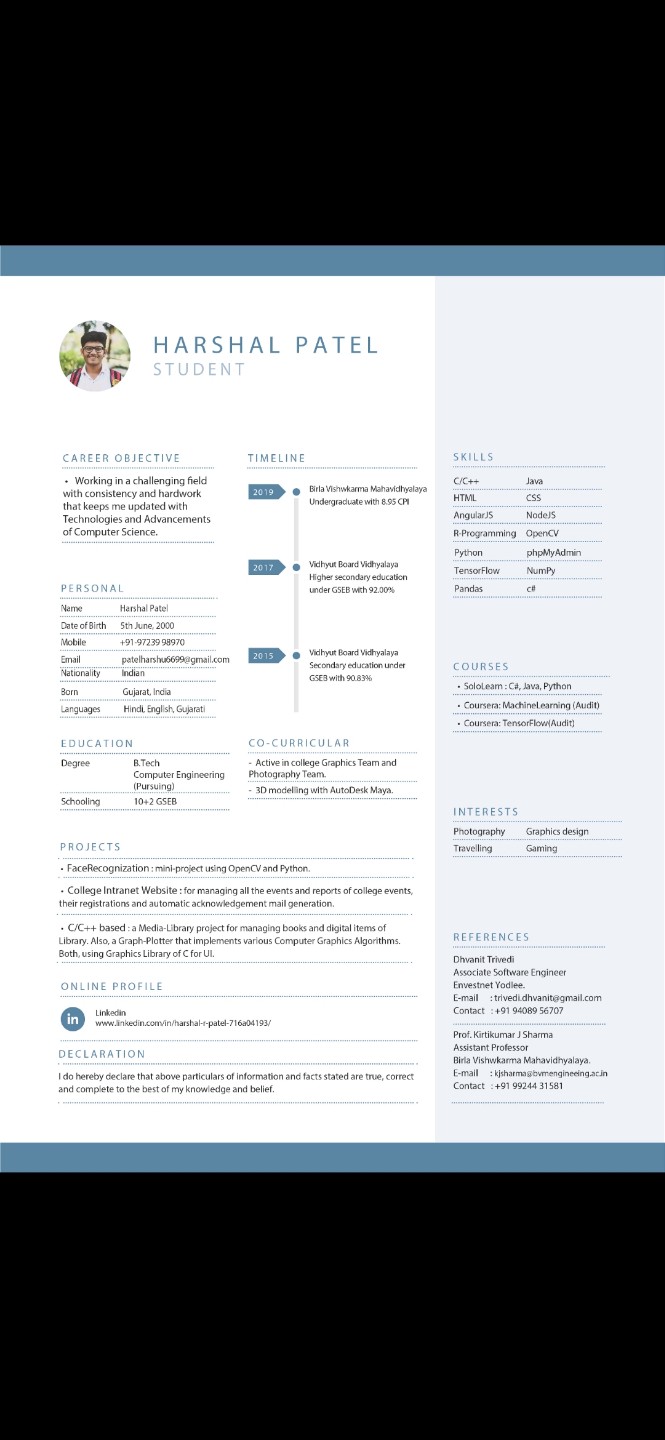 HARSHAL PATEL
STUDENT
CAREER OBJECTIVE
• Working in a challenging field
with consistency and hardwork
that keeps me updated with
Technologies and Advancements
of Computer Science.
PERSONAL
Name Harshal Patel
Date of Birth 5th June, 2000
Mobile +91-97239 98970
Email patelharshu6699@gmail.com
Nationality Indian
Born Gujarat, India
Languages Hindi, English, Gujarati
TIMELINE
2019 Birla Vishwkarma Mahavidhyalaya
Undergraduate with 8.95 CPI
2017 Vidhyut Board Vidhyalaya
Higher secondary education
under GSEB with 92.00%
2015 Vidhyut Board Vidhyalaya
Secondary education under
GSEB with 90.83%
EDUCATION
Degree B.Tech
Computer Engineering
(Pursuing)
Schooling 10+2 GSEB
CO-CURRICULAR
- Active in college Graphics Team and
Photography Team.
- 3D modelling with AutoDesk Maya.
PROJECTS
• FaceRecognization : mini-project using OpenCV and Python.
• College Intranet Website : for managing all the events and reports of college events,
their registrations and automatic acknowledgement mail generation.
• C/C++ based : a Media-Library project for managing books and digital items of
Library. Also, a Graph-Plotter that implements various Computer Graphics Algorithms.
Both, using Graphics Library of C for UI.
ONLINE PROFILE
in
Linkedin
www.linkedin.com/in/harshal-r-patel-716a04193/
DECLARATION
I do hereby declare that above particulars of information and facts stated are true, correct
and complete to the best of my knowledge and belief.
SKILLS
C/C++ Java
HTML CSS
AngularJS NodeJS
R-Programming OpenCV
Python phpMyAdmin
TensorFlow NumPy
Pandas c#
COURSES
• SoloLearn : C#, Java, Python
• Coursera: MachineLearning (Audit)
• Coursera: TensorFlow(Audit)
INTERESTS
Photography Graphics design
Travelling Gaming
REFERENCES
Dhvanit Trivedi
Associate Software Engineer
Envestnet Yodlee.
E-mail : trivedi.dhvanit@gmail.com
Contact : +91 94089 56707
Prof. Kirtikumar J Sharma
Assistant Professor
Birla Vishwkarma Mahavidhyalaya.
E-mail : kjsharma@bvmengineeing.ac.in
Contact : +91 99244 31581